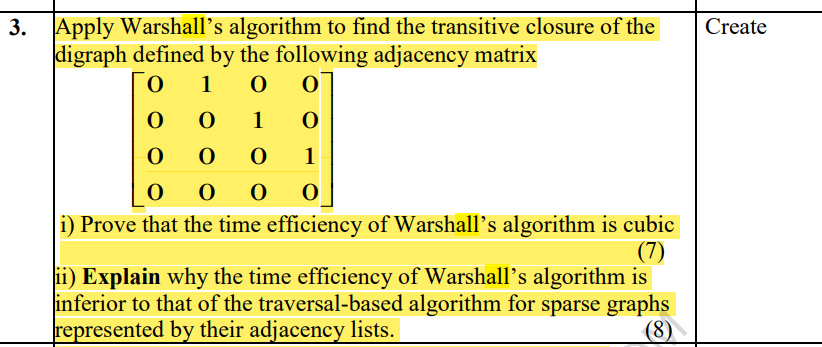 3. Apply Warshall’s algorithm to find the transitive closure of the Create
digraph defined by the following adjacency matrix
0 1 0 0
0 0 1 0
0 0 0 1
0 0 0 0
i) Prove that the time efficiency of Warshall’s algorithm is cubic
(7)
ii) Explain why the time efficiency of Warshall’s algorithm is
inferior to that of the traversal-based algorithm for sparse graphs
represented by their adjacency lists. (8)